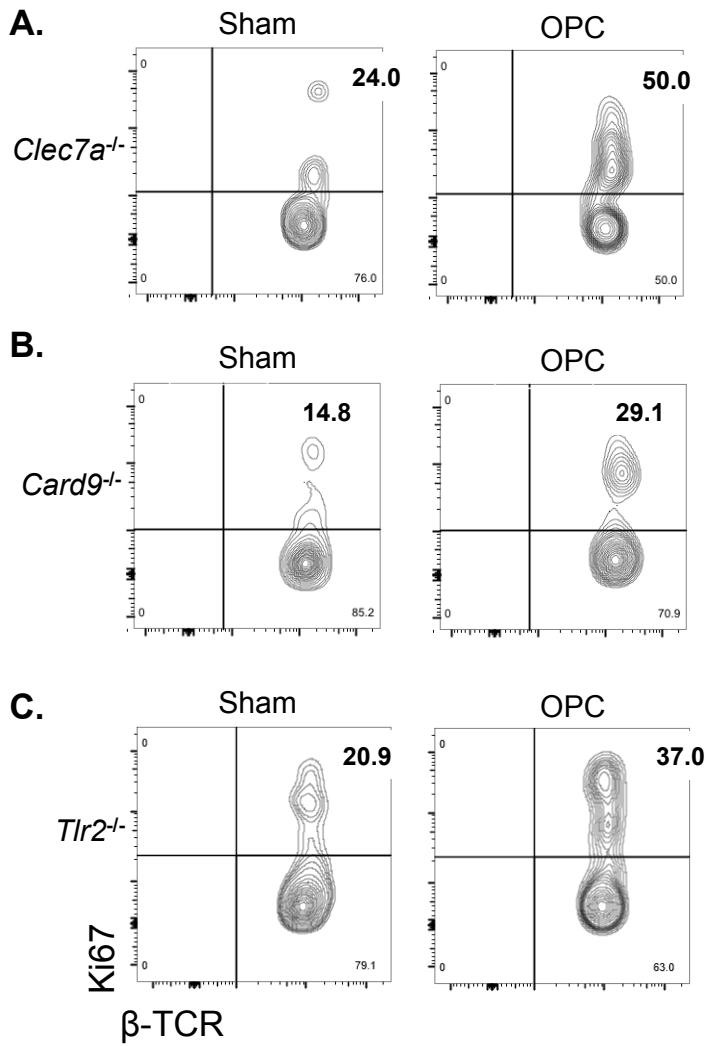 A.
Sham
OPC
Clec7a-/-
0
24.0
0
76.0
0
50.0
0
50.0
B.
Sham
OPC
Card9-/-
0
14.8
0
85.2
0
29.1
0
70.9
C.
Sham
OPC
Tlr2-/-
0
20.9
0
79.1
0
37.0
0
63.0
Ki67
β-TCR